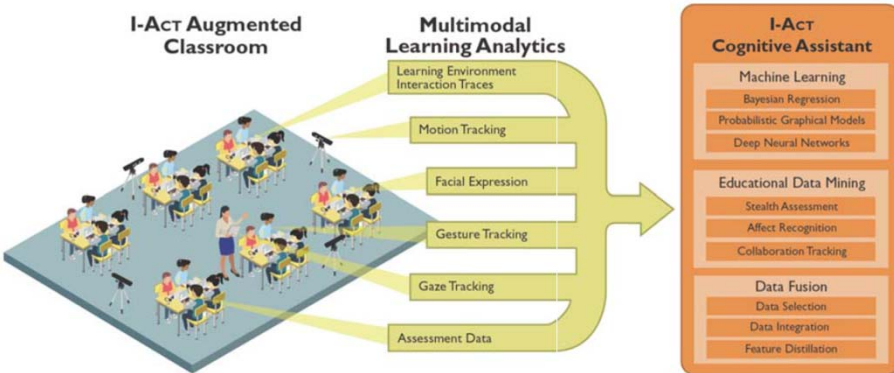 I-ACT Augmented
Classroom
Multimodal
Learning Analytics
Learning Environment
Interaction Traces
Motion Tracking
Facial Expression
Gesture Tracking
Gaze Tracking
Assessment Data
I-ACT
Cognitive Assistant
Machine Learning
Bayesian Regression
Probabilistic Graphical Models
Deep Neural Networks
Educational Data Mining
Stealth Assessment
Affect Recognition
Collaboration Tracking
Data Fusion
Data Selection
Data Integration
Feature Distillation